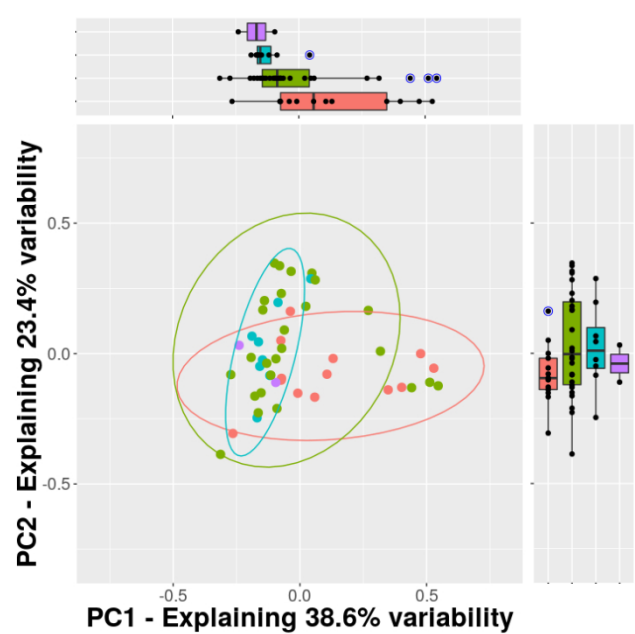 PC2 - Explaining 23.4% variability
0.5
0.0
-0.5
-0.5 0.0 0.5
PC1 - Explaining 38.6% variability